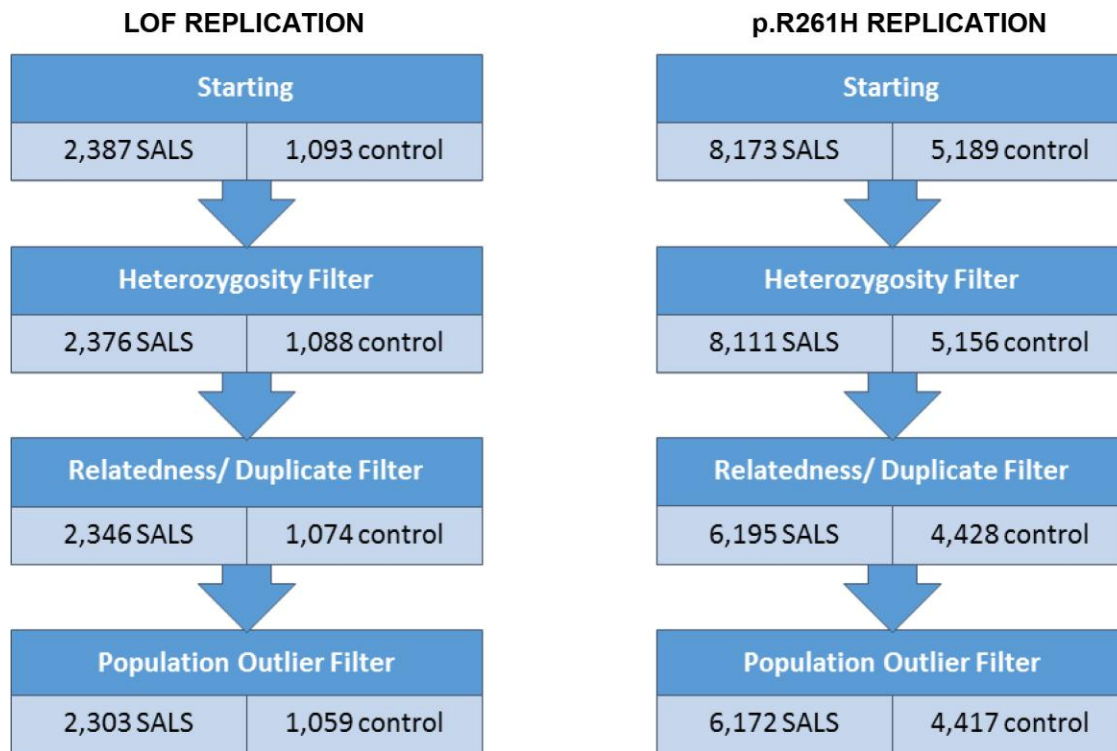 LOF REPLICATION
Starting
2,387 SALS 1,093 control
Heterozygosity Filter
2,376 SALS 1,088 control
Relatedness/ Duplicate Filter
2,346 SALS 1,074 control
Population Outlier Filter
2,303 SALS 1,059 control
p.R261H REPLICATION
Starting
8,173 SALS 5,189 control
Heterozygosity Filter
8,111 SALS 5,156 control
Relatedness/ Duplicate Filter
6,195 SALS 4,428 control
Population Outlier Filter
6,172 SALS 4,417 control